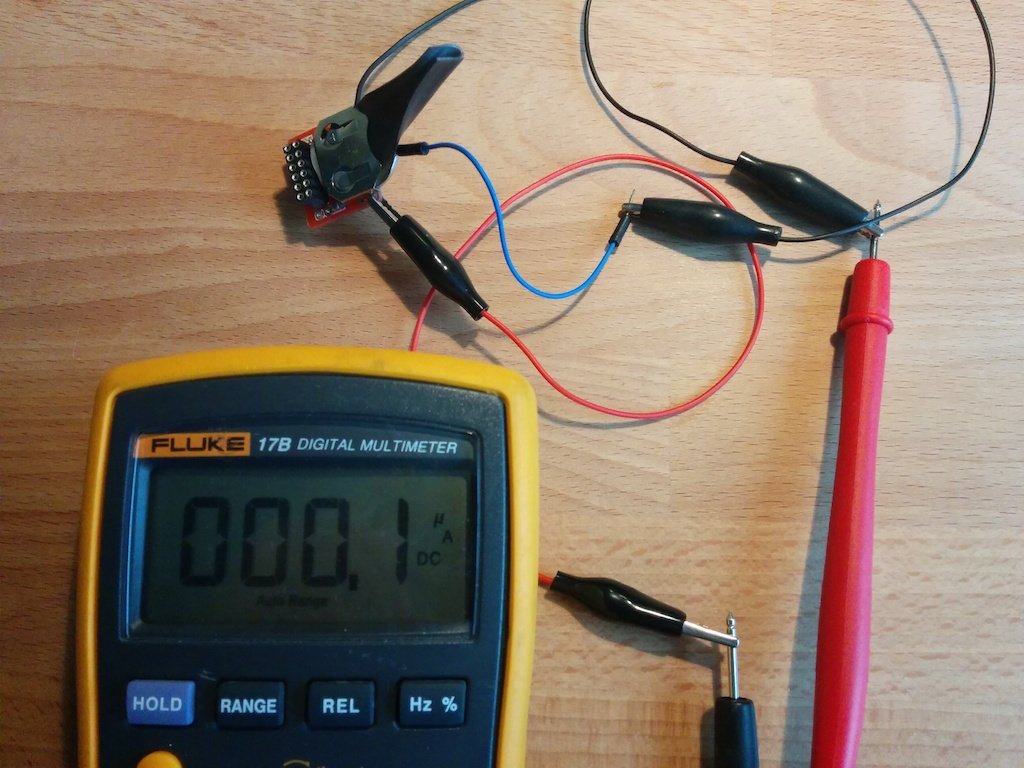 FLUKE 17B DIGITAL MULTIMETER
000.1 µA DC
Auto Range
HOLD RANGE REL Hz %